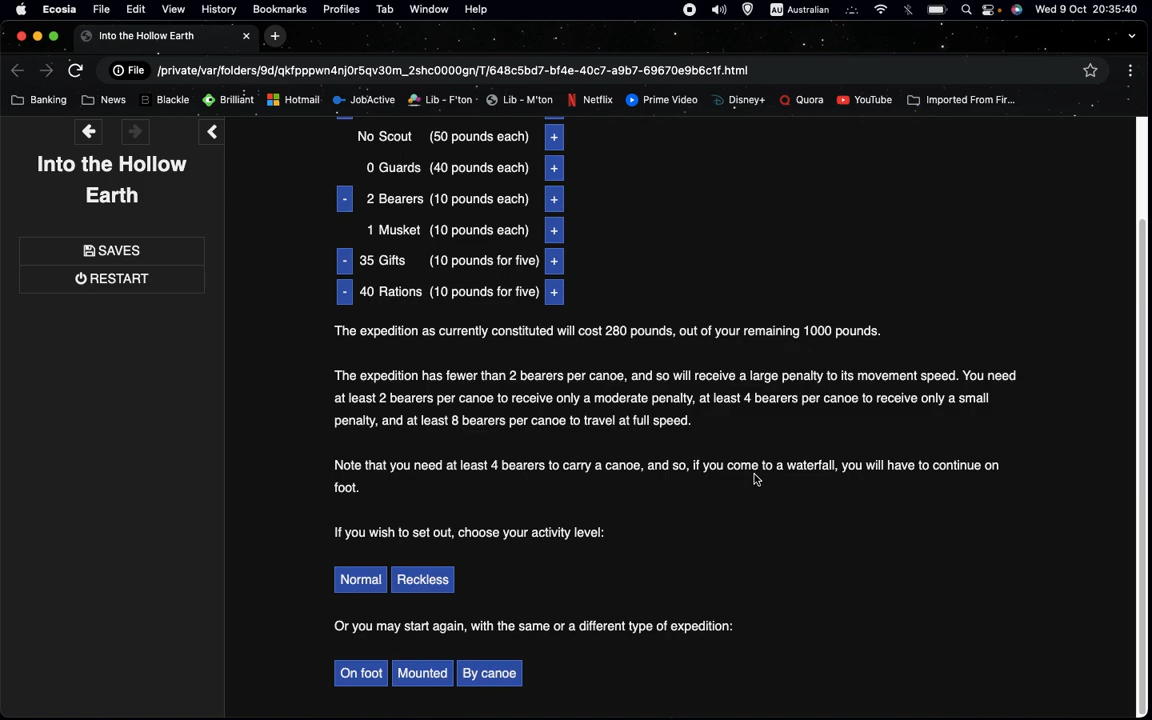 Ecosia File Edit View History Bookmarks Profiles Tab Window Help AU Australian Wed 9 Oct 20:35:40
Into the Hollow Earth
File /private/var/folders/9d/qkfpppwn4nj0r5qv30m_2shc0000gn/T/648c5bd7-bf4e-40c7-a9b7-69670e9b6c1f.html
Banking News B Blackle Brilliant Hotmail JobActive Lib - F'ton Lib - M'ton Netflix Prime Video Disney+ Quora YouTube Imported From Fir...
Into the Hollow
Earth
SAVES
RESTART
No Scout (50 pounds each) +
0 Guards (40 pounds each) +
- 2 Bearers (10 pounds each) +
1 Musket (10 pounds each) +
- 35 Gifts (10 pounds for five) +
- 40 Rations (10 pounds for five) +
The expedition as currently constituted will cost 280 pounds, out of your remaining 1000 pounds.
The expedition has fewer than 2 bearers per canoe, and so will receive a large penalty to its movement speed. You need
at least 2 bearers per canoe to receive only a moderate penalty, at least 4 bearers per canoe to receive only a small
penalty, and at least 8 bearers per canoe to travel at full speed.
Note that you need at least 4 bearers to carry a canoe, and so, if you come to a waterfall, you will have to continue on
foot.
If you wish to set out, choose your activity level:
Normal Reckless
Or you may start again, with the same or a different type of expedition:
On foot Mounted By canoe